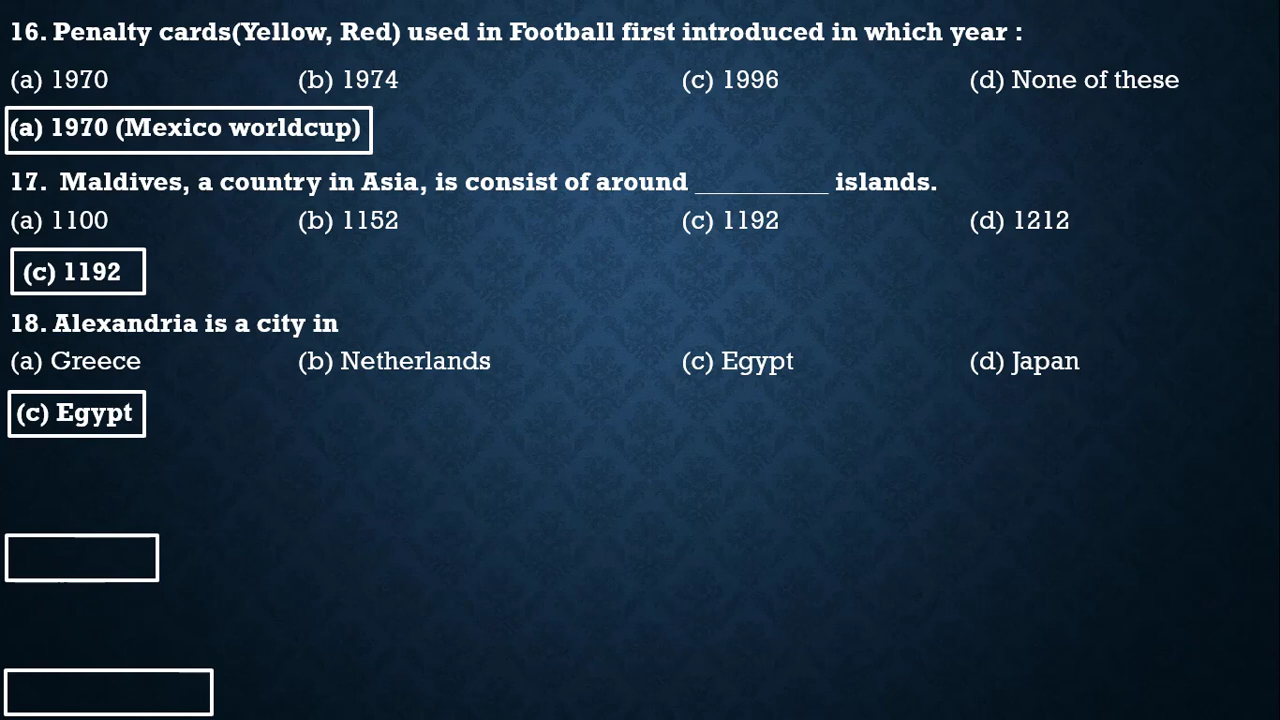 16. Penalty cards(Yellow, Red) used in Football first introduced in which year :
(a) 1970 (b) 1974 (c) 1996 (d) None of these
(a) 1970 (Mexico worldcup)
17. Maldives, a country in Asia, is consist of around __________ islands.
(a) 1100 (b) 1152 (c) 1192 (d) 1212
(c) 1192
18. Alexandria is a city in
(a) Greece (b) Netherlands (c) Egypt (d) Japan
(c) Egypt